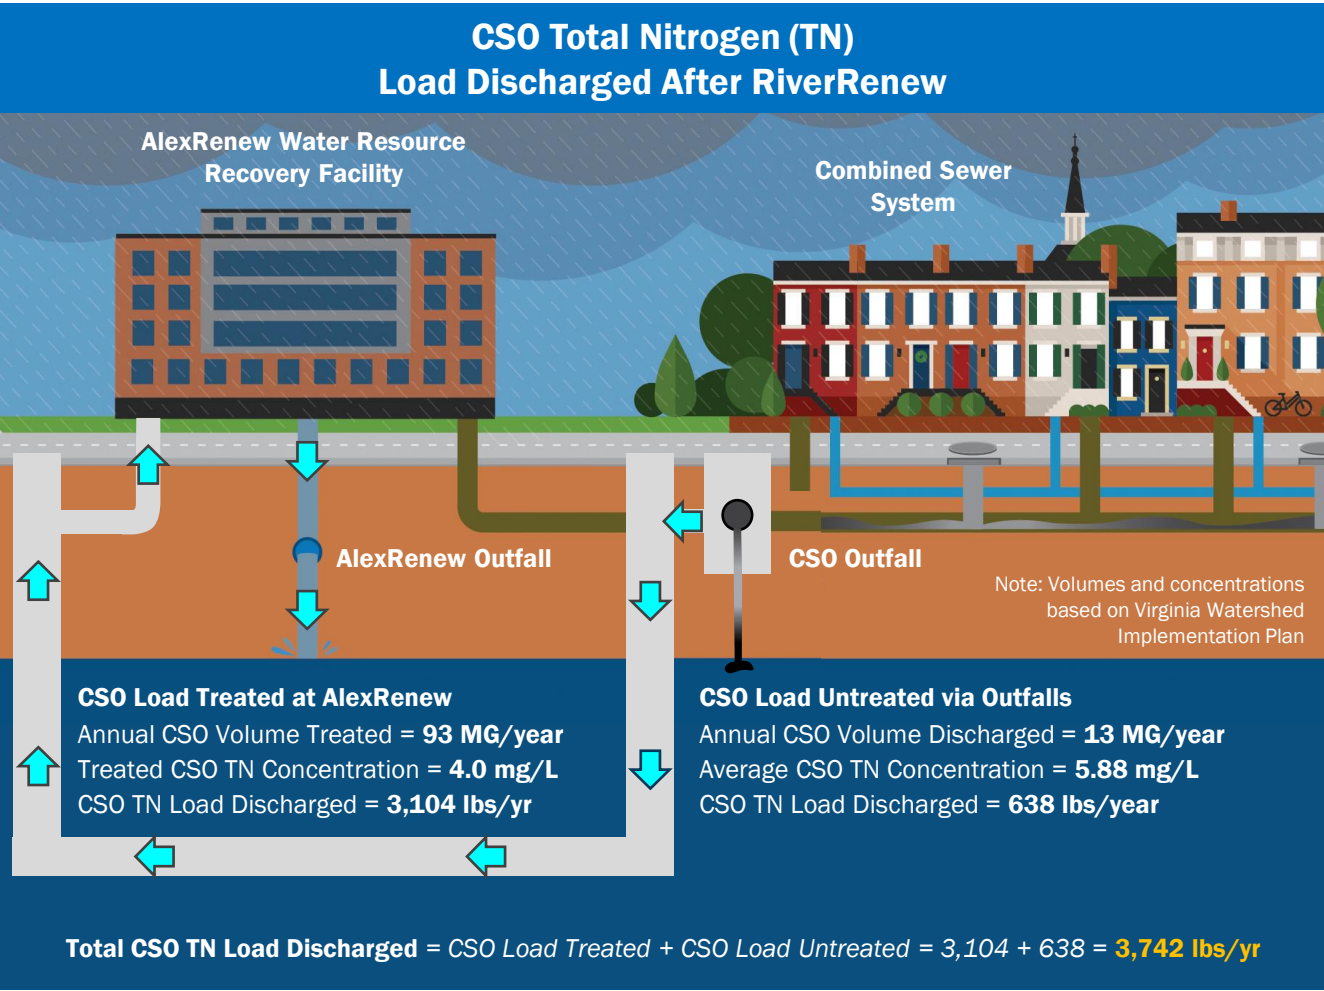 CSO Total Nitrogen (TN)
Load Discharged After RiverRenew
AlexRenew Water Resource
Recovery Facility
Combined Sewer
System
AlexRenew Outfall
CSO Outfall
Note: Volumes and concentrations
based on Virginia Watershed
Implementation Plan
CSO Load Treated at AlexRenew
Annual CSO Volume Treated = 93 MG/year
Treated CSO TN Concentration = 4.0 mg/L
CSO TN Load Discharged = 3,104 lbs/yr
CSO Load Untreated via Outfalls
Annual CSO Volume Discharged = 13 MG/year
Average CSO TN Concentration = 5.88 mg/L
CSO TN Load Discharged = 638 lbs/year
Total CSO TN Load Discharged = CSO Load Treated + CSO Load Untreated = 3,104 + 638 = 3,742 lbs/yr